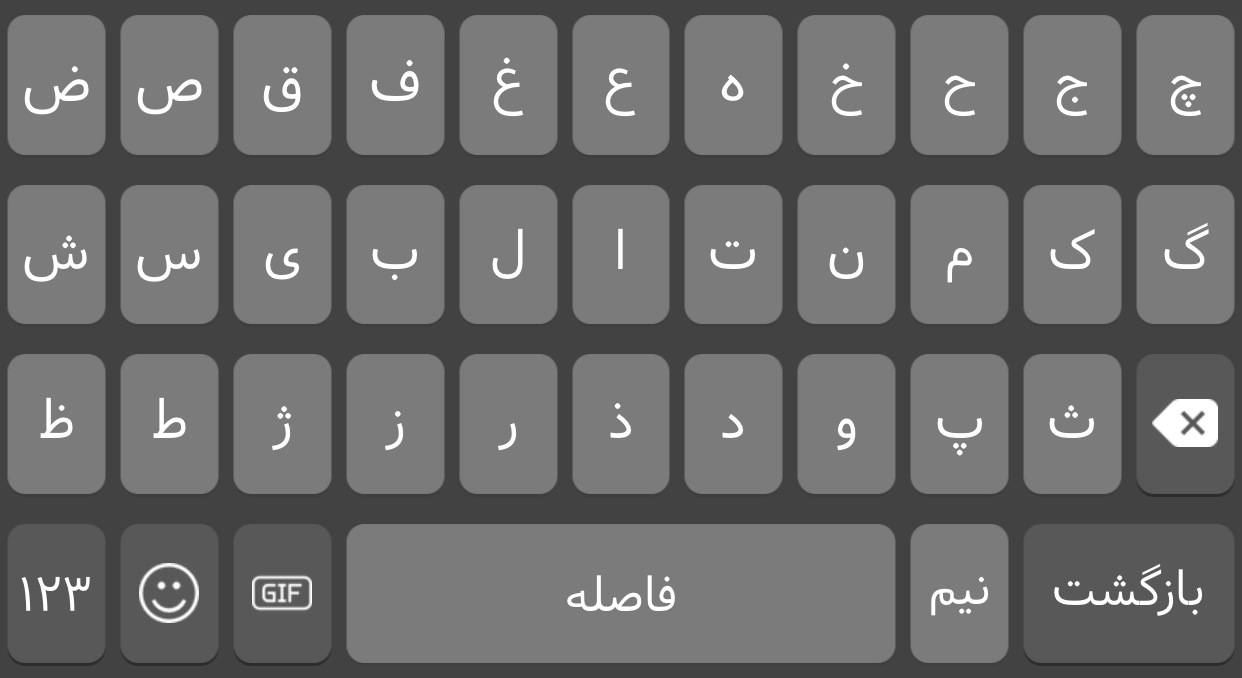 ض ص ق ف غ ع ه خ ح ج چ
ش س ی ب ل ا ت ن م ک گ
ظ ط ژ ز ر ذ د و پ ث
۱۲۳ GIF فاصله نیم بازگشت